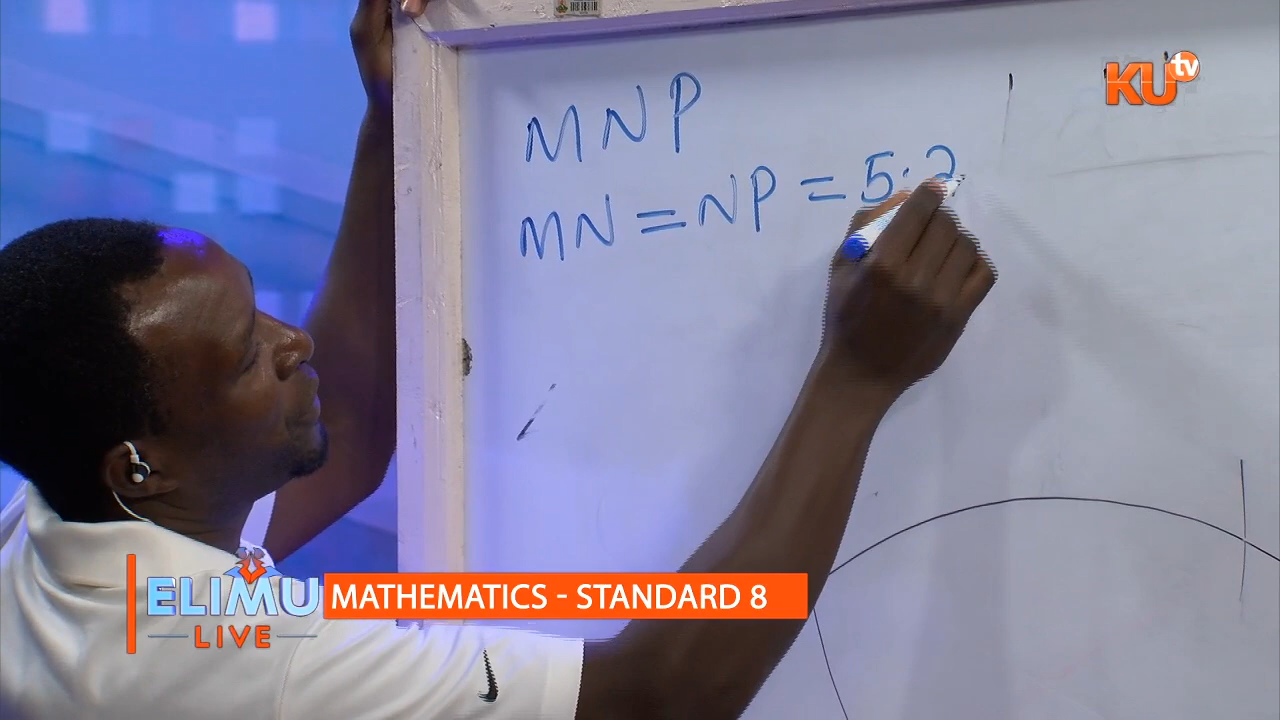 MNP
MN = NP = 5.2
KU tv
ELIMU
LIVE
MATHEMATICS - STANDARD 8